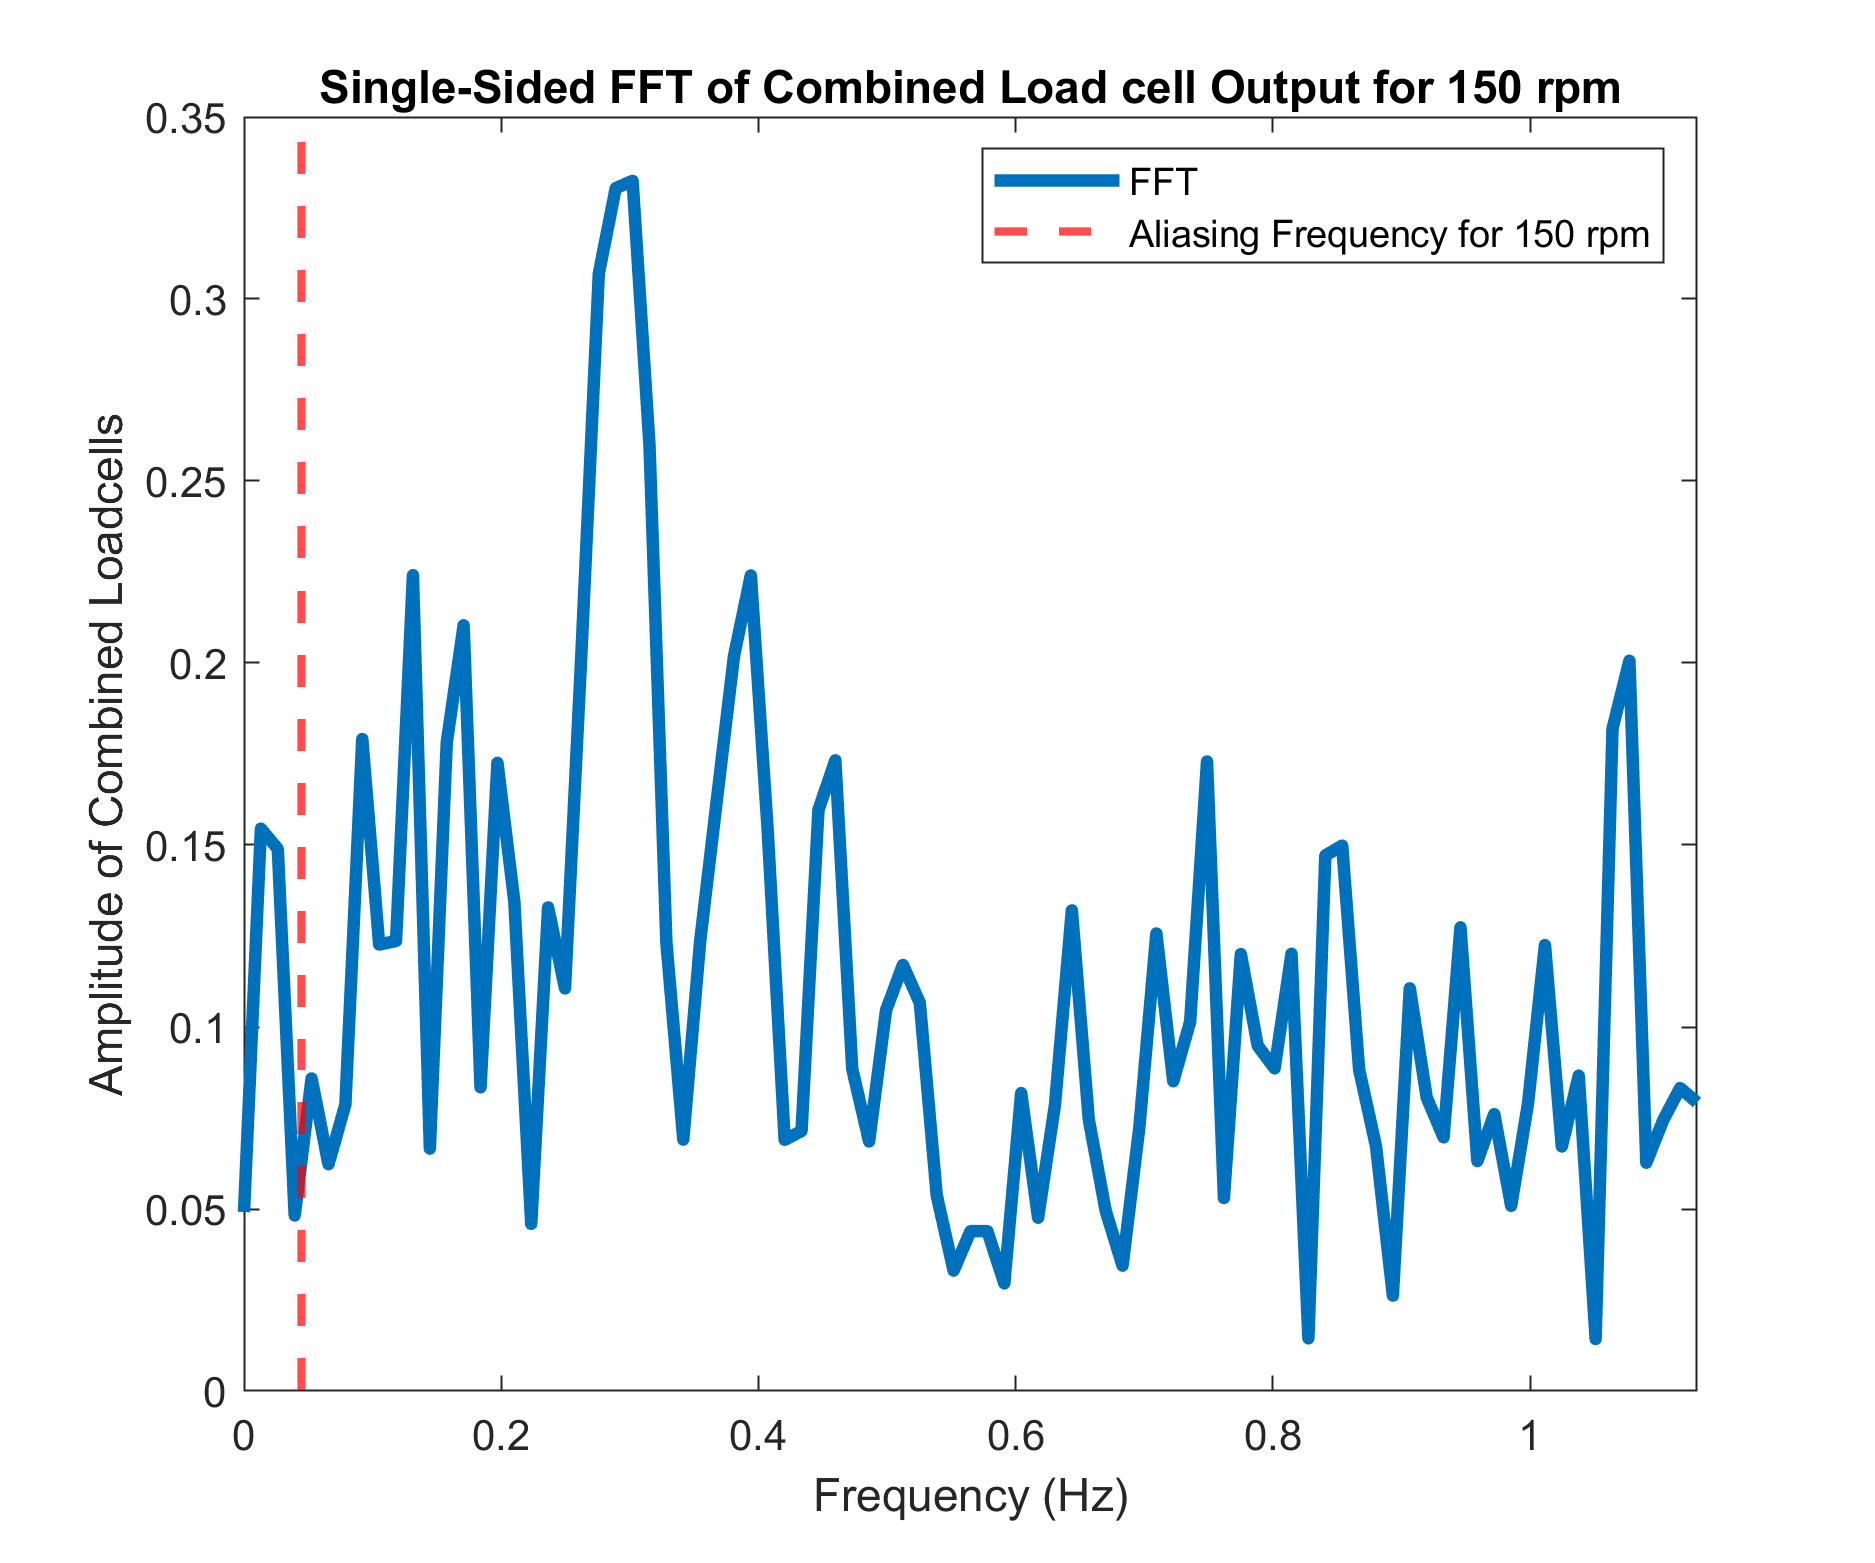 Single-Sided FFT of Combined Load cell Output for 150 rpm
FFT
Aliasing Frequency for 150 rpm
Amplitude of Combined Loadcells
0.35
0.3
0.25
0.2
0.15
0.1
0.05
0
0 0.2 0.4 0.6 0.8 1
Frequency (Hz)